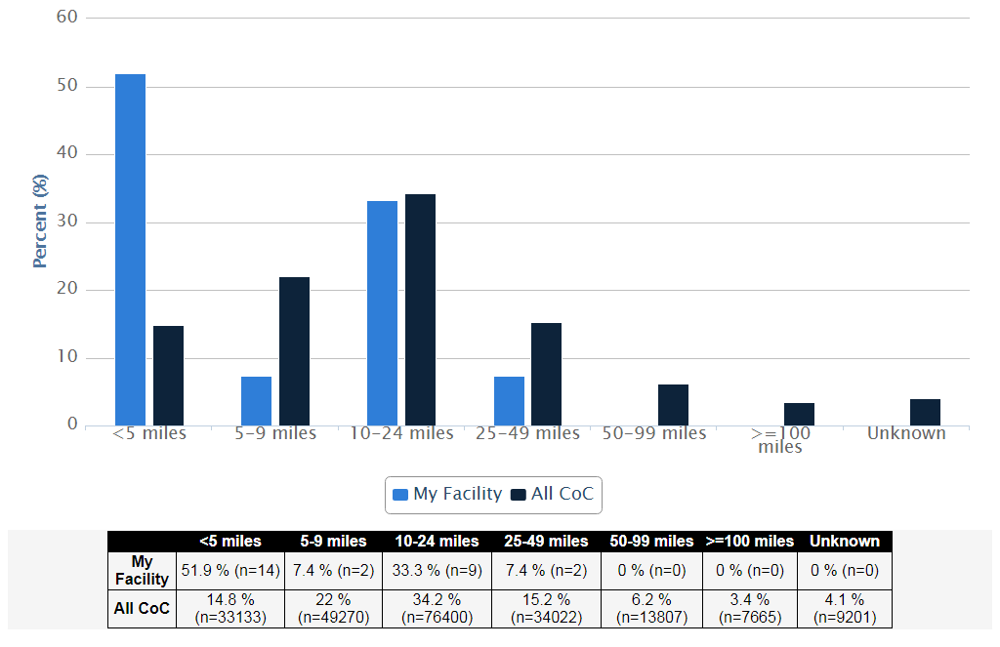 60
50
40
30
20
10
0
Percent (%)
<5 miles 5-9 miles 10-24 miles 25-49 miles 50-99 miles >=100 miles Unknown
My Facility All CoC
<5 miles 5-9 miles 10-24 miles 25-49 miles 50-99 miles >=100 miles Unknown
My Facility 51.9 % (n=14) 7.4 % (n=2) 33.3 % (n=9) 7.4 % (n=2) 0 % (n=0) 0 % (n=0) 0 % (n=0)
All CoC 14.8 % (n=33133) 22 % (n=49270) 34.2 % (n=76400) 15.2 % (n=34022) 6.2 % (n=13807) 3.4 % (n=7665) 4.1 % (n=9201)